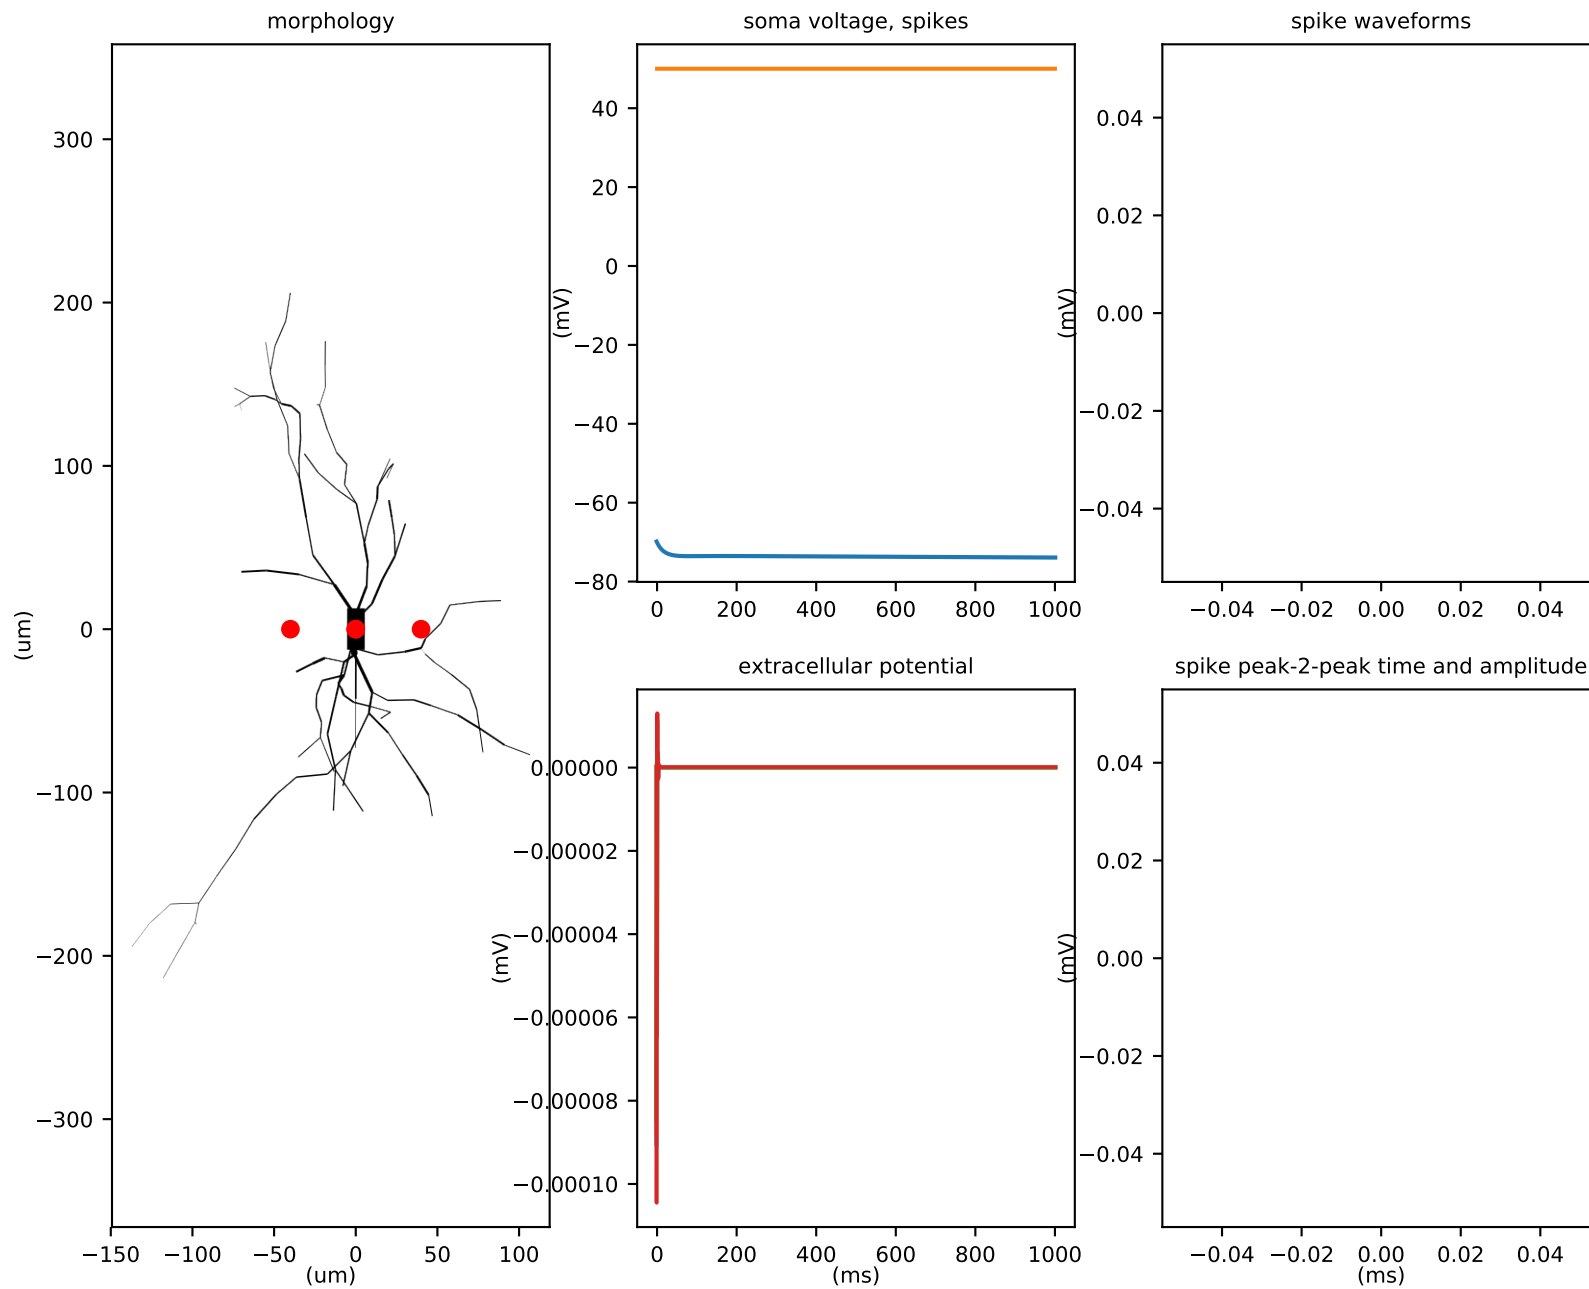 morphology
300
200
100
0
−100
−200
−300
(um)
−150 −100 −50 0 50 100
(um)
soma voltage, spikes
40
20
0
−20
−40
−60
−80
(mV)
0 200 400 600 800 1000
spike waveforms
0.04
0.02
0.00
−0.02
−0.04
(mV)
−0.04 −0.02 0.00 0.02 0.04
extracellular potential
0.00000
−0.00002
−0.00004
−0.00006
−0.00008
−0.00010
(mV)
0 200 400 600 800 1000
(ms)
spike peak-2-peak time and amplitude
0.04
0.02
0.00
−0.02
−0.04
(mV)
−0.04 −0.02 0.00 0.02 0.04
(ms)